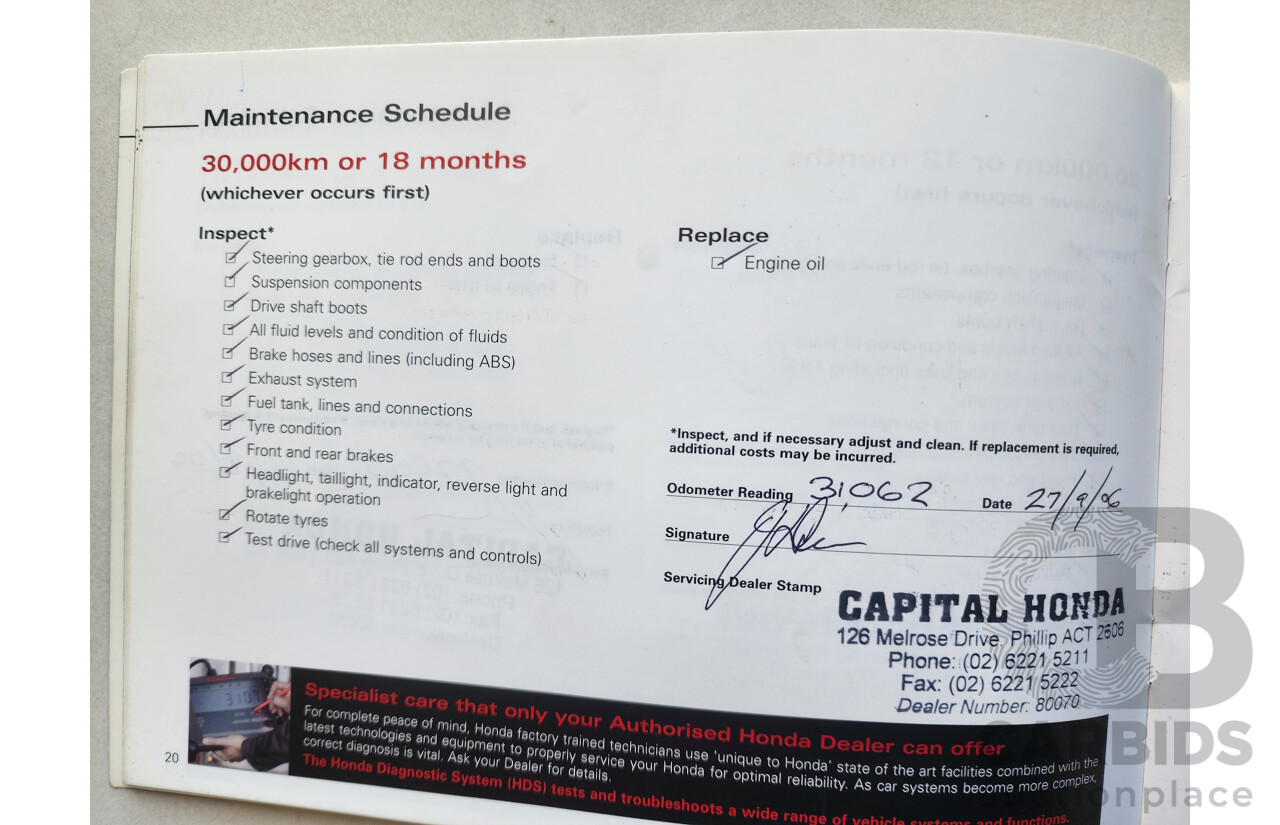 Maintenance Schedule
30,000km or 18 months
(whichever occurs first)
Inspect*
Steering gearbox, tie rod ends and boots
Suspension components
Drive shaft boots
All fluid levels and condition of fluids
Brake hoses and lines (including ABS)
Exhaust system
Fuel tank, lines and connections
Tyre condition
Front and rear brakes
Headlight, taillight, indicator, reverse light and
brakelight operation
Rotate tyres
Test drive (check all systems and controls)
Replace
Engine oil
*Inspect, and if necessary adjust and clean. If replacement is required,
additional costs may be incurred.
Odometer Reading 31,062 Date 27/9/06
Signature
Servicing Dealer Stamp
CAPITAL HONDA
126 Melrose Drive, Phillip ACT 2606
Phone: (02) 6221 5211
Fax: (02) 6221 5222
Dealer Number: 80070
Specialist care that only your Authorised Honda Dealer can offer
For complete peace of mind, Honda factory trained technicians use 'unique to Honda' state of the art facilities combined with the
latest technologies and equipment to properly service your Honda for optimal reliability. As car systems become more complex,
correct diagnosis is vital. Ask your Dealer for details.
The Honda Diagnostic System (HDS) tests and troubleshoots a wide range of vehicle systems and functions.
20
CARBIDS
auctionplace